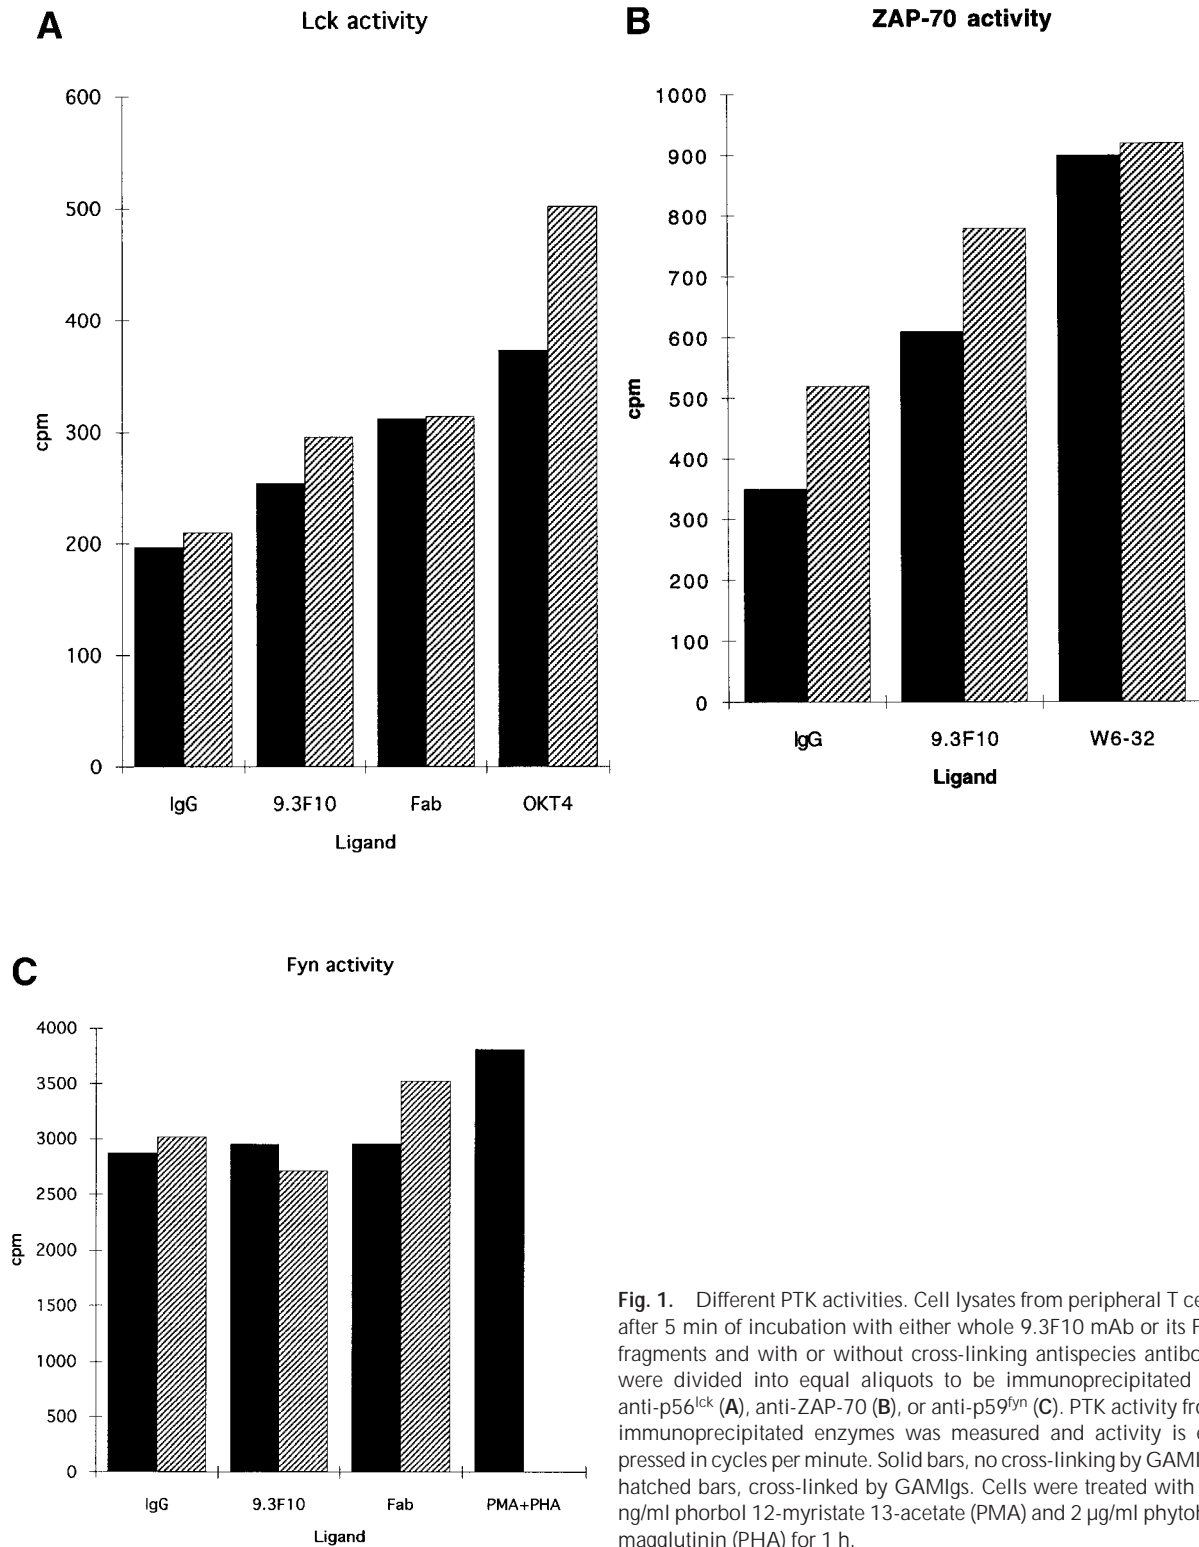 A
Lck activity
600
500
400
300
200
100
0
cpm
IgG 9.3F10 Fab OKT4
Ligand
B
ZAP-70 activity
1000
900
800
700
600
500
400
300
200
100
0
cpm
IgG 9.3F10 W6-32
Ligand
C
Fyn activity
4000
3500
3000
2500
2000
1500
1000
500
0
cpm
IgG 9.3F10 Fab PMA+PHA
Ligand
Fig. 1. Different PTK activities. Cell lysates from peripheral T
after 5 min of incubation with either whole 9.3F10 mAb or its
fragments and with or without cross-linking antispecies
were divided into equal aliquots to be immunoprecipitated
anti-p56lck (A), anti-ZAP-70 (B), or anti-p59fyn (C). PTK activity
immunoprecipitated enzymes was measured and activity is
pressed in cycles per minute. Solid bars, no cross-linking by
hatched bars, cross-linked by GAMIgs. Cells were treated with
ng/ml phorbol 12-myristate 13-acetate (PMA) and 2 µg/ml
magglutinin (PHA) for 1 h.